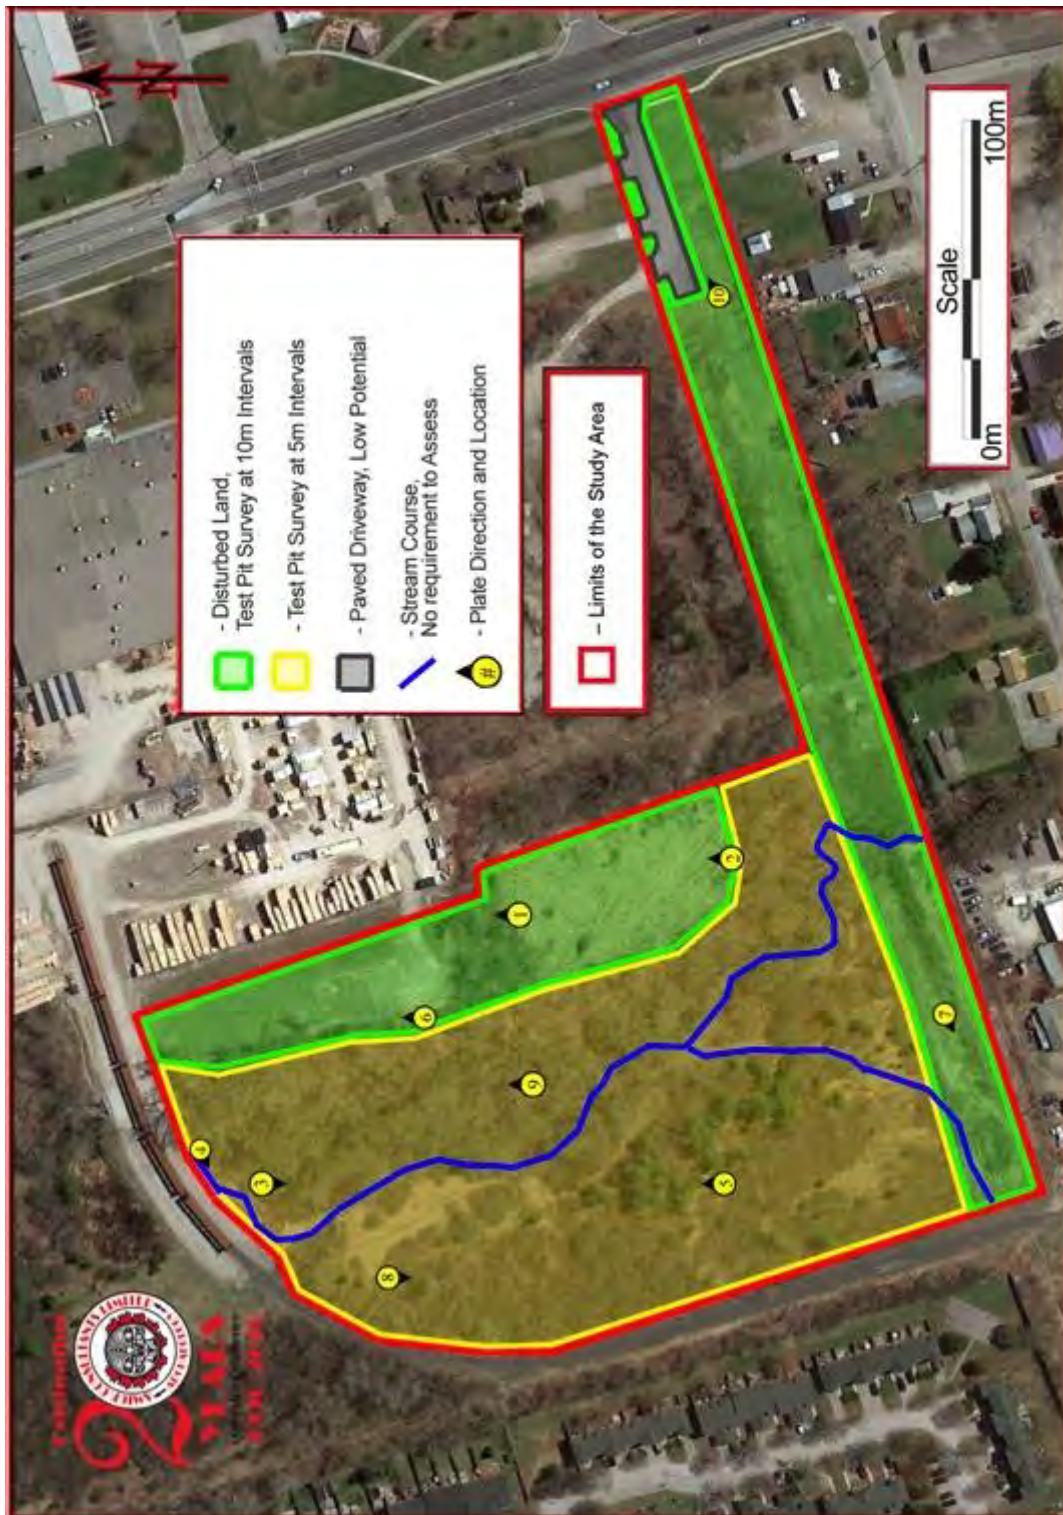 - Disturbed Land,
Test Pit Survey at 10m Intervals
- Test Pit Survey at 5m Intervals
- Paved Driveway, Low Potential
- Stream Course,
No requirement to Assess
# - Plate Direction and Location
– Limits of the Study Area
Scale
0m 100m
N
1
2
3
4
5
6
7
8
9
10